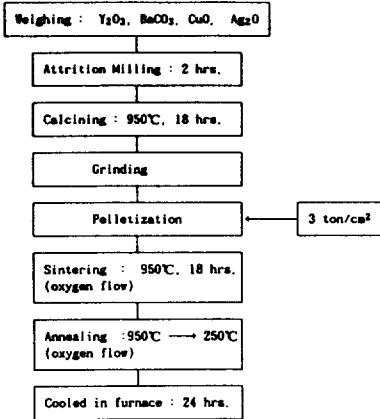 Weighing : Y₂O₃, BaCO₃, CuO, Ag₂O
Attrition Milling : 2 hrs.
Calcining : 950℃, 18 hrs.
Grinding
Pelletization
3 ton/cm²
Sintering : 950℃, 18 hrs.
(oxygen flow)
Annealing :950℃ ⟶ 250℃
(oxygen flow)
Cooled in furnace : 24 hrs.